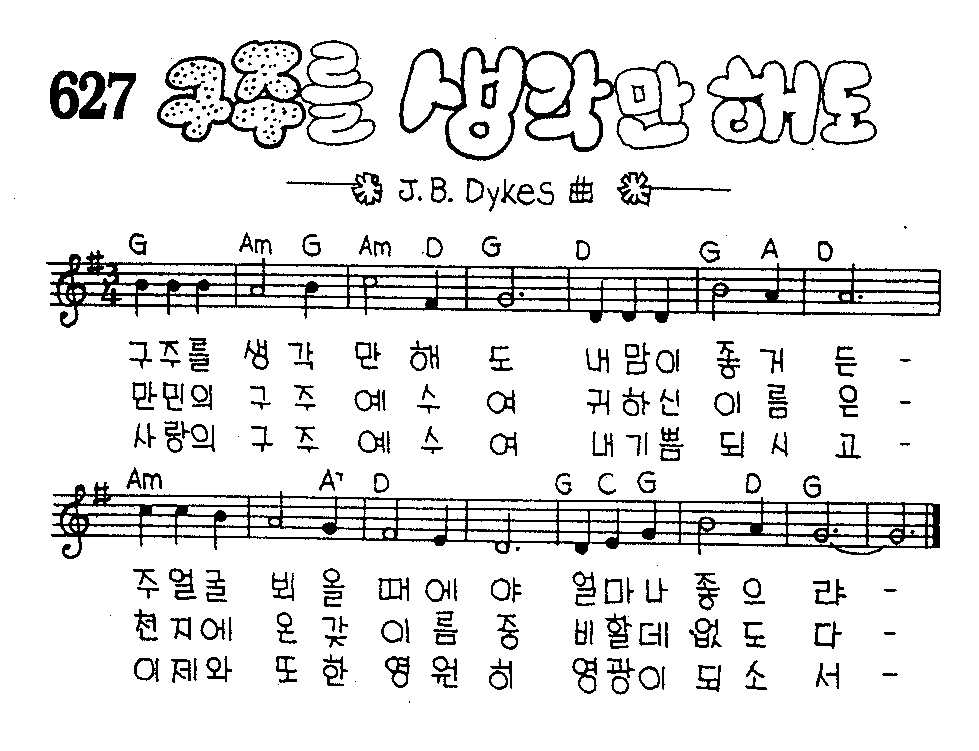 627 구주를 생각만 해도
J.B. Dykes 曲
G Am G Am D G D G A D
3
4
구주를 생각 만 해 도 내 맘이 좋 거 든 -
만민의 구 주 예 수 여 귀하신 이 름 은 -
사랑의 구 주 예 수 여 내기쁨 되 시 고 -
Am A7 D G C G D G
주얼굴 뵈 올 때에 야 얼마나 좋 으 랴 -
천지에 온 갖 이 름 중 비할데 없 도 다 -
이제와 또 한 영 원 히 영광이 되 소 서 -